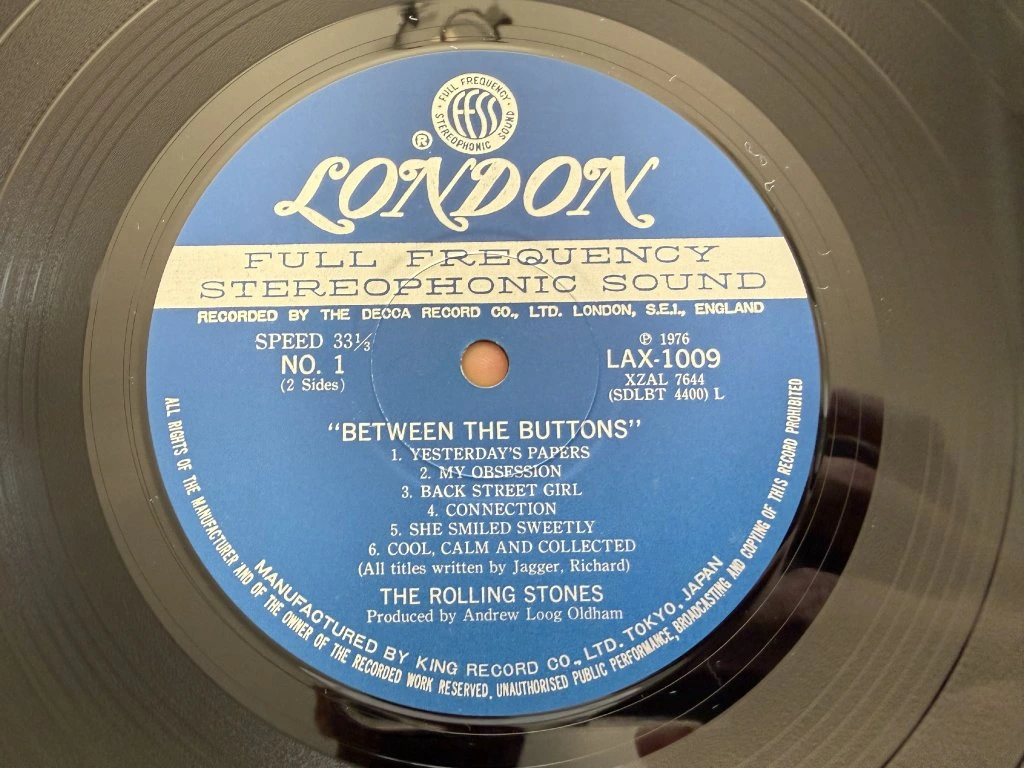 FULL FREQUENCY
ffss
STEREOPHONIC SOUND
®
LONDON
FULL FREQUENCY
STEREOPHONIC SOUND
RECORDED BY THE DECCA RECORD CO., LTD. LONDON, S.E.I., ENGLAND
SPEED 33⅓
NO. 1
(2 Sides)
℗ 1976
LAX-1009
XZAL 7644
(SDLBT 4400) L
“BETWEEN THE BUTTONS”
1. YESTERDAY'S PAPERS
2. MY OBSESSION
3. BACK STREET GIRL
4. CONNECTION
5. SHE SMILED SWEETLY
6. COOL, CALM AND COLLECTED
(All titles written by Jagger, Richard)
THE ROLLING STONES
Produced by Andrew Loog Oldham
MANUFACTURED BY KING RECORD CO., LTD. TOKYO, JAPAN
ALL RIGHTS OF THE MANUFACTURER AND OF THE OWNER OF THE RECORDED WORK RESERVED, UNAUTHORISED PUBLIC PERFORMANCE, BROADCASTING AND COPYING OF THIS RECORD PROHIBITED